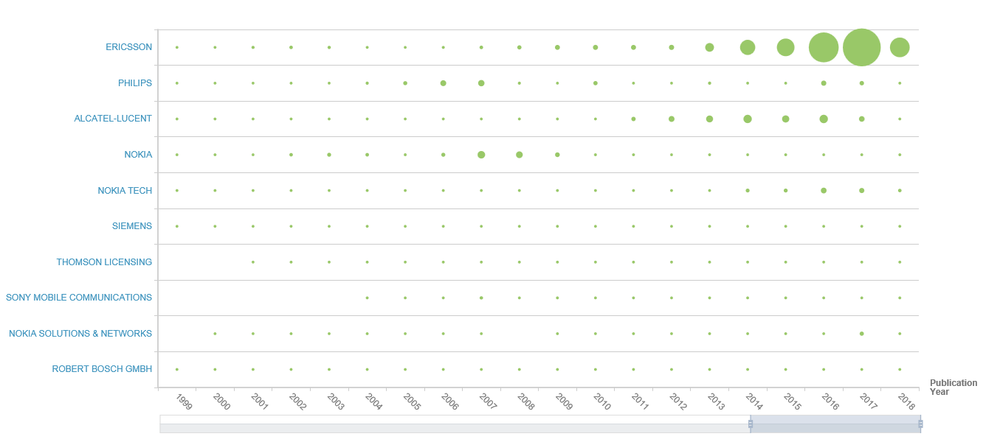 ERICSSON
PHILIPS
ALCATEL-LUCENT
NOKIA
NOKIA TECH
SIEMENS
THOMSON LICENSING
SONY MOBILE COMMUNICATIONS
NOKIA SOLUTIONS & NETWORKS
ROBERT BOSCH GMBH
1999 2000 2001 2002 2003 2004 2005 2006 2007 2008 2009 2010 2011 2012 2013 2014 2015 2016 2017 2018
Publication
Year